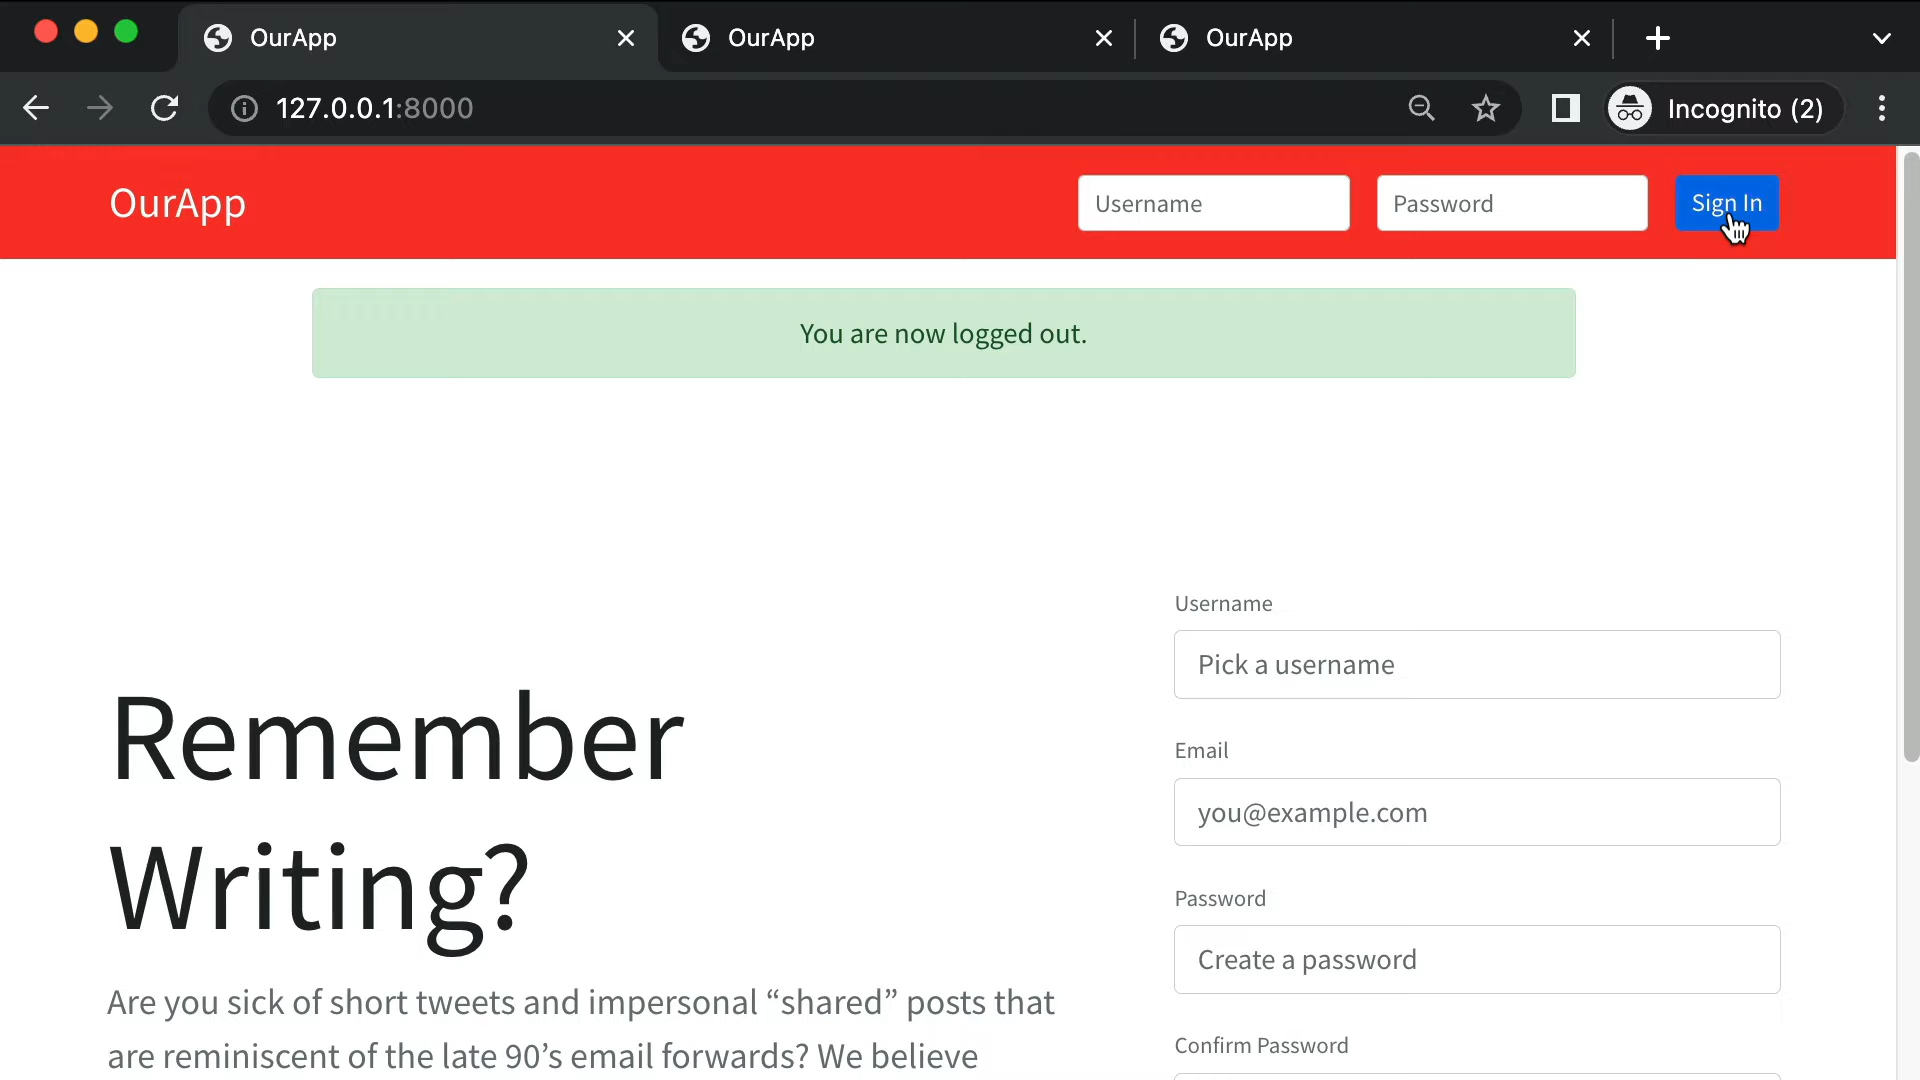 OurApp
OurApp
OurApp
127.0.0.1:8000
Incognito (2)
OurApp
Username
Password
Sign In
You are now logged out.
Remember
Writing?
Are you sick of short tweets and impersonal “shared” posts that
are reminiscent of the late 90’s email forwards? We believe
Username
Pick a username
Email
you@example.com
Password
Create a password
Confirm Password